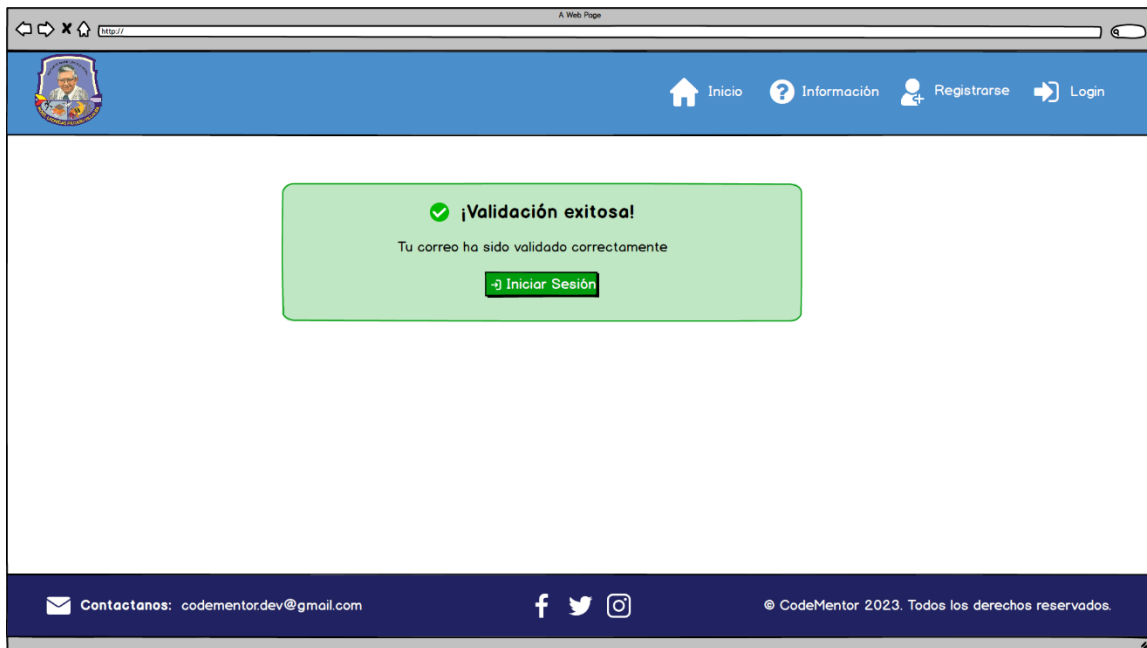 A Web Page
http://
Inicio
Información
Registrarse
Login
¡Validación exitosa!
Tu correo ha sido validado correctamente
Iniciar Sesión
Contactanos: codementor.dev@gmail.com
© CodeMentor 2023. Todos los derechos reservados.